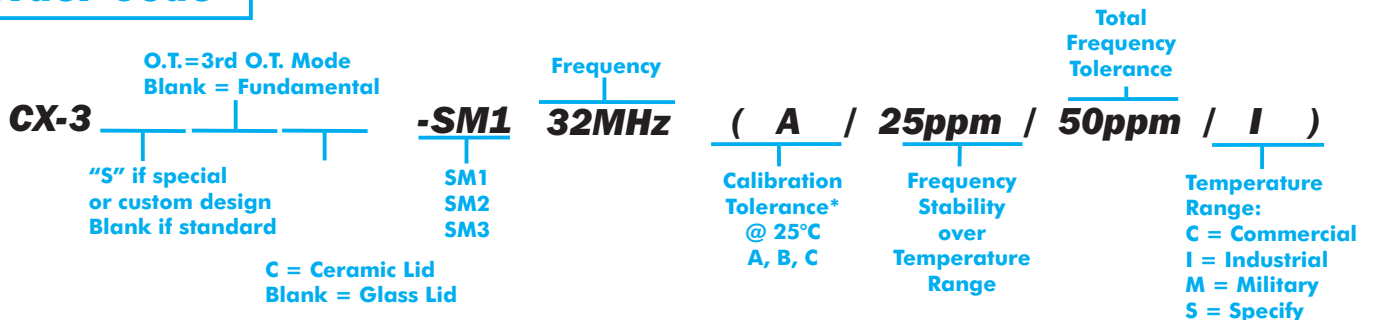 O.T.=3rd O.T. Mode
Blank = Fundamental
Frequency
Total
Frequency
Tolerance
CX-3 -SM1 32MHz ( A / 25ppm / 50ppm / I )
"S" if special
or custom design
Blank if standard
C = Ceramic Lid
Blank = Glass Lid
SM1
SM2
SM3
Calibration
Tolerance*
@ 25°C
A, B, C
Frequency
Stability
over
Temperature
Range
Temperature
Range:
C = Commercial
I = Industrial
M = Military
S = Specify